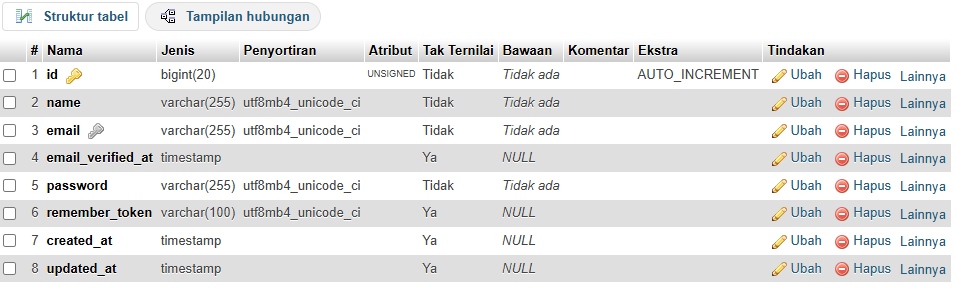 Struktur tabel Tampilan hubungan
# Nama Jenis Penyortiran Atribut Tak Ternilai Bawaan Komentar Ekstra Tindakan
1 id bigint(20) UNSIGNED Tidak Tidak ada AUTO_INCREMENT Ubah Hapus Lainnya
2 name varchar(255) utf8mb4_unicode_ci Tidak Tidak ada Ubah Hapus Lainnya
3 email varchar(255) utf8mb4_unicode_ci Tidak Tidak ada Ubah Hapus Lainnya
4 email_verified_at timestamp Ya NULL Ubah Hapus Lainnya
5 password varchar(255) utf8mb4_unicode_ci Tidak Tidak ada Ubah Hapus Lainnya
6 remember_token varchar(100) utf8mb4_unicode_ci Ya NULL Ubah Hapus Lainnya
7 created_at timestamp Ya NULL Ubah Hapus Lainnya
8 updated_at timestamp Ya NULL Ubah Hapus Lainnya